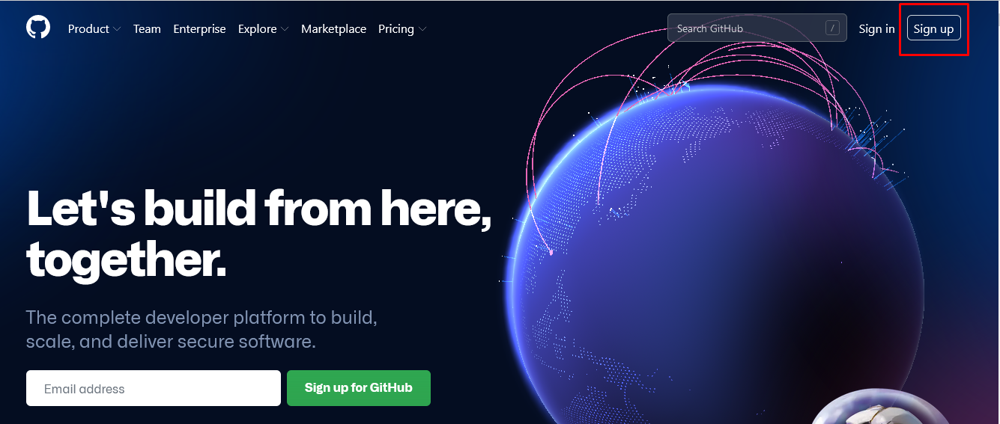 Product Team Enterprise Explore Marketplace Pricing Search GitHub / Sign in Sign up
Let's build from here,
together.
The complete developer platform to build,
scale, and deliver secure software.
Email address Sign up for GitHub